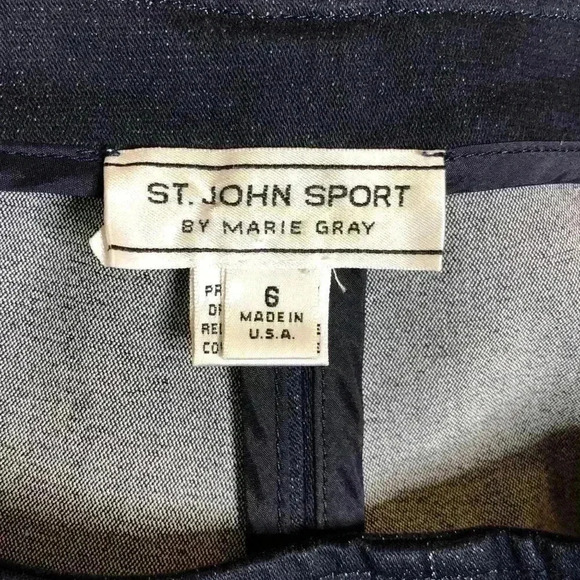 ST. JOHN SPORT
BY MARIE GRAY
6
MADE IN
U.S.A.